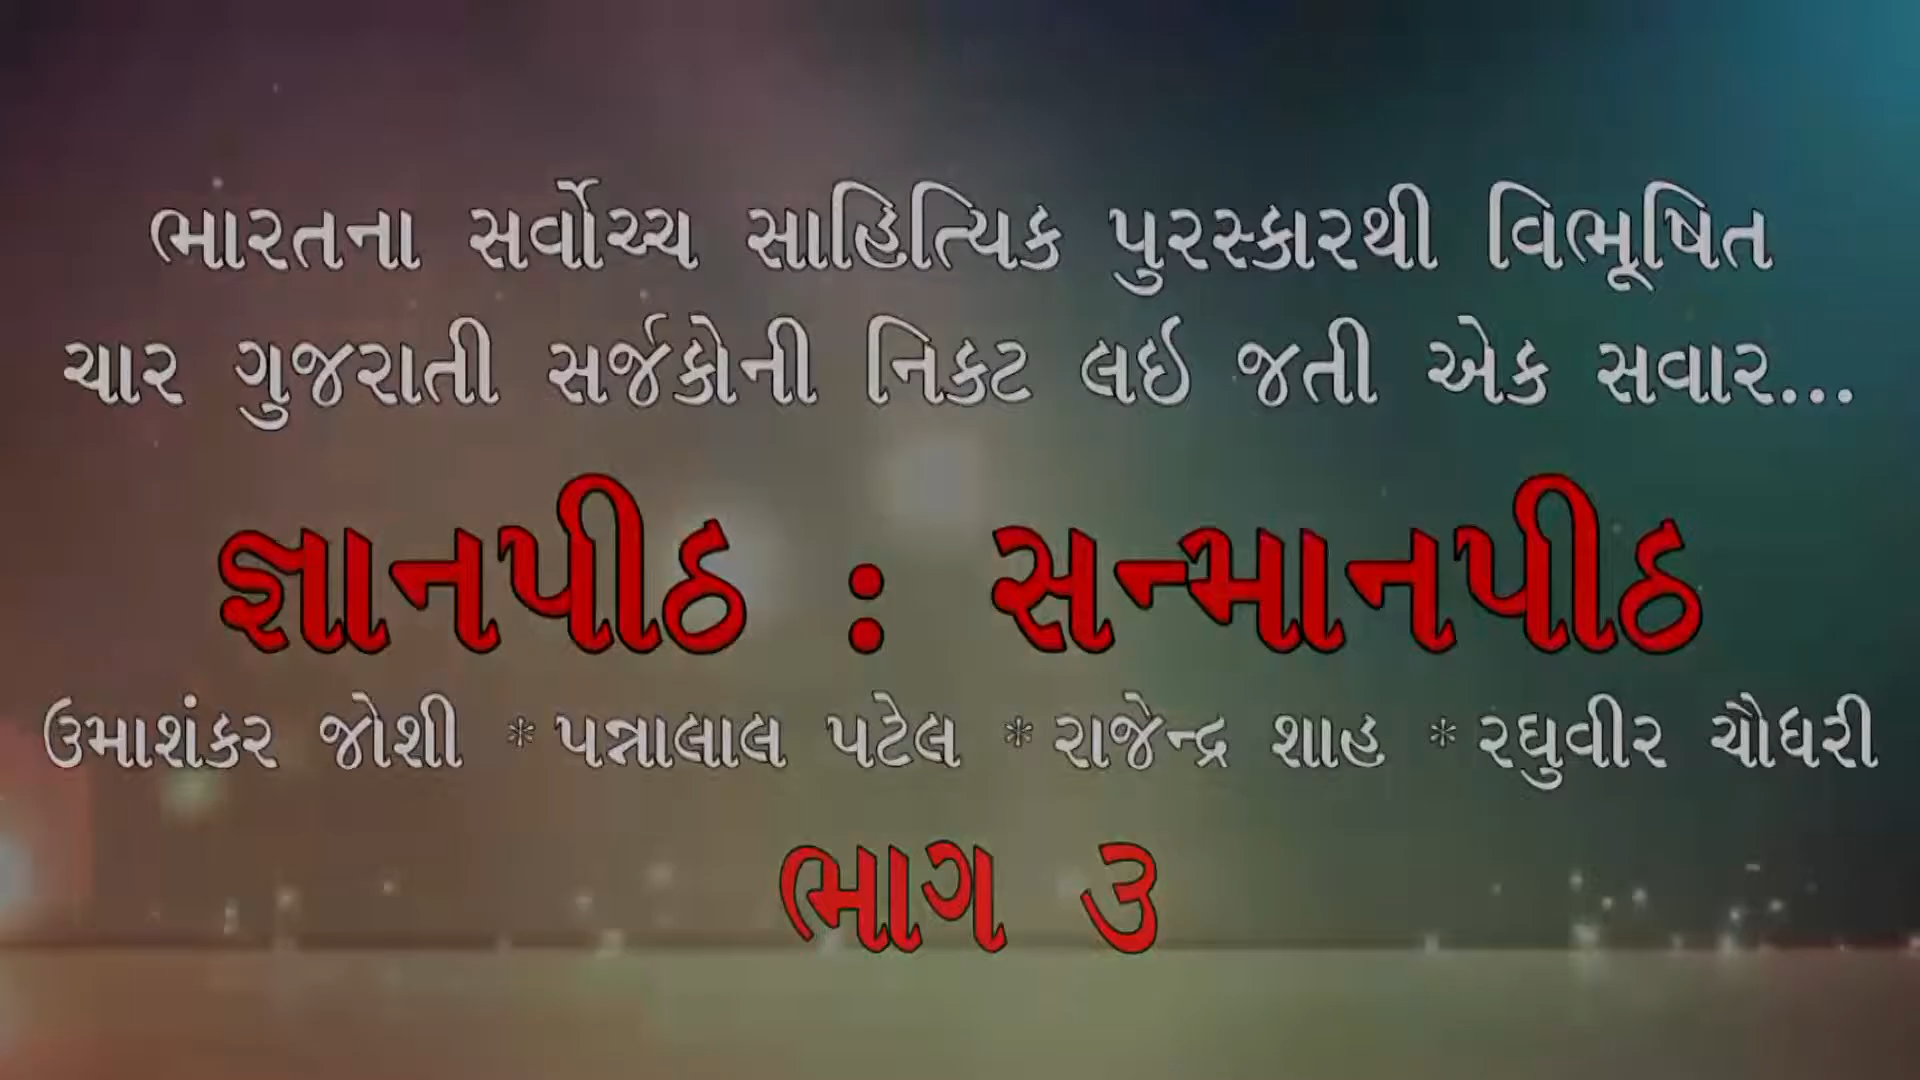 ભારતના સર્વોચ્ચ સાહિત્યિક પુરસ્કારથી વિભૂષિત
ચાર ગુજરાતી સર્જકોની નિકટ લઇ જતી એક સવાર...
જ્ઞાનપીઠ : સન્માનપીઠ
ઉમાશંકર જોશી * પન્નાલાલ પટેલ * રાજેન્દ્ર શાહ * રઘુવીર ચૌધરી
ભાગ ૩